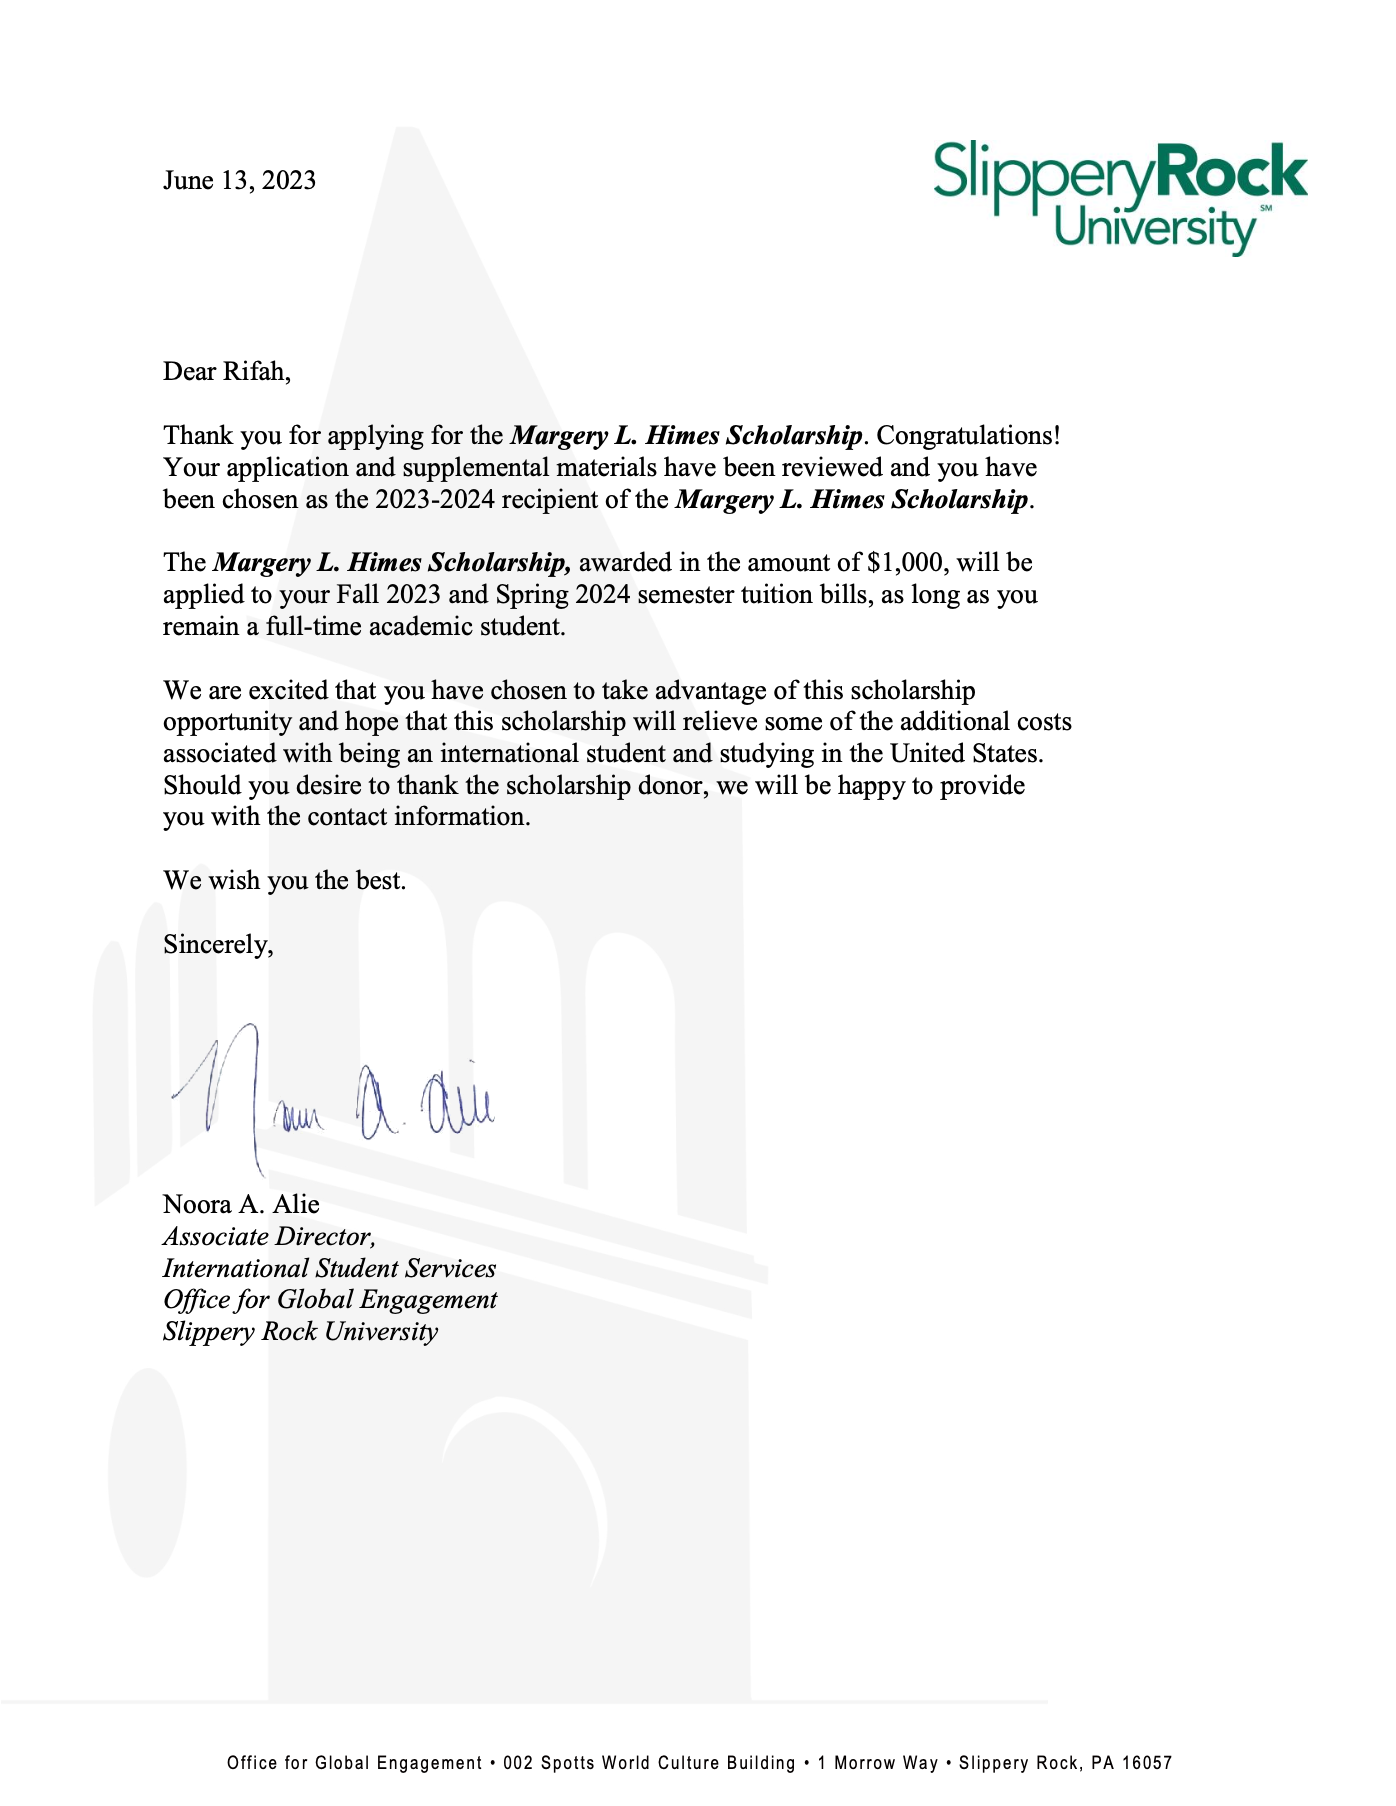 June 13, 2023
SlipperyRock
University℠
Dear Rifah,
Thank you for applying for the Margery L. Himes Scholarship. Congratulations!
Your application and supplemental materials have been reviewed and you have
been chosen as the 2023-2024 recipient of the Margery L. Himes Scholarship.
The Margery L. Himes Scholarship, awarded in the amount of $1,000, will be
applied to your Fall 2023 and Spring 2024 semester tuition bills, as long as you
remain a full-time academic student.
We are excited that you have chosen to take advantage of this scholarship
opportunity and hope that this scholarship will relieve some of the additional costs
associated with being an international student and studying in the United States.
Should you desire to thank the scholarship donor, we will be happy to provide
you with the contact information.
We wish you the best.
Sincerely,
Noora A. Alie
Noora A. Alie
Associate Director,
International Student Services
Office for Global Engagement
Slippery Rock University
Office for Global Engagement • 002 Spotts World Culture Building • 1 Morrow Way • Slippery Rock, PA 16057